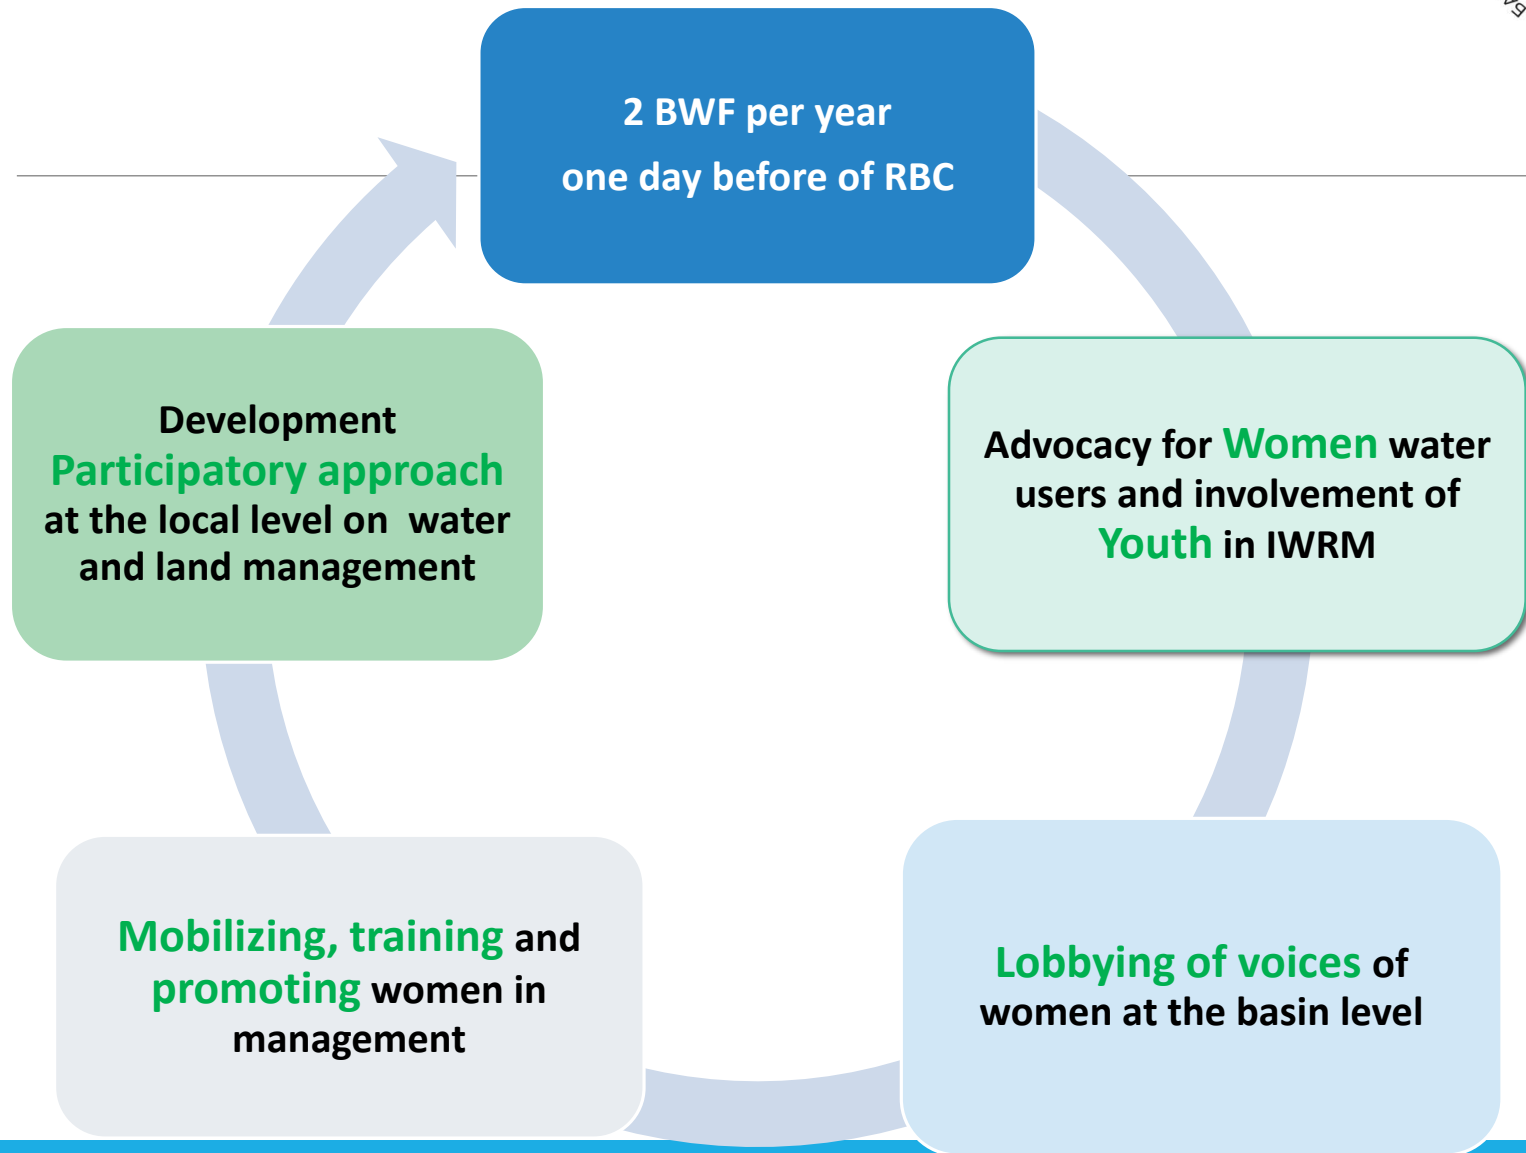 2 BWF per year
one day before of RBC
Advocacy for Women water
users and involvement of
Youth in IWRM
Lobbying of voices of
women at the basin level
Mobilizing, training and
promoting women in
management
Development
Participatory approach
at the local level on water
and land management